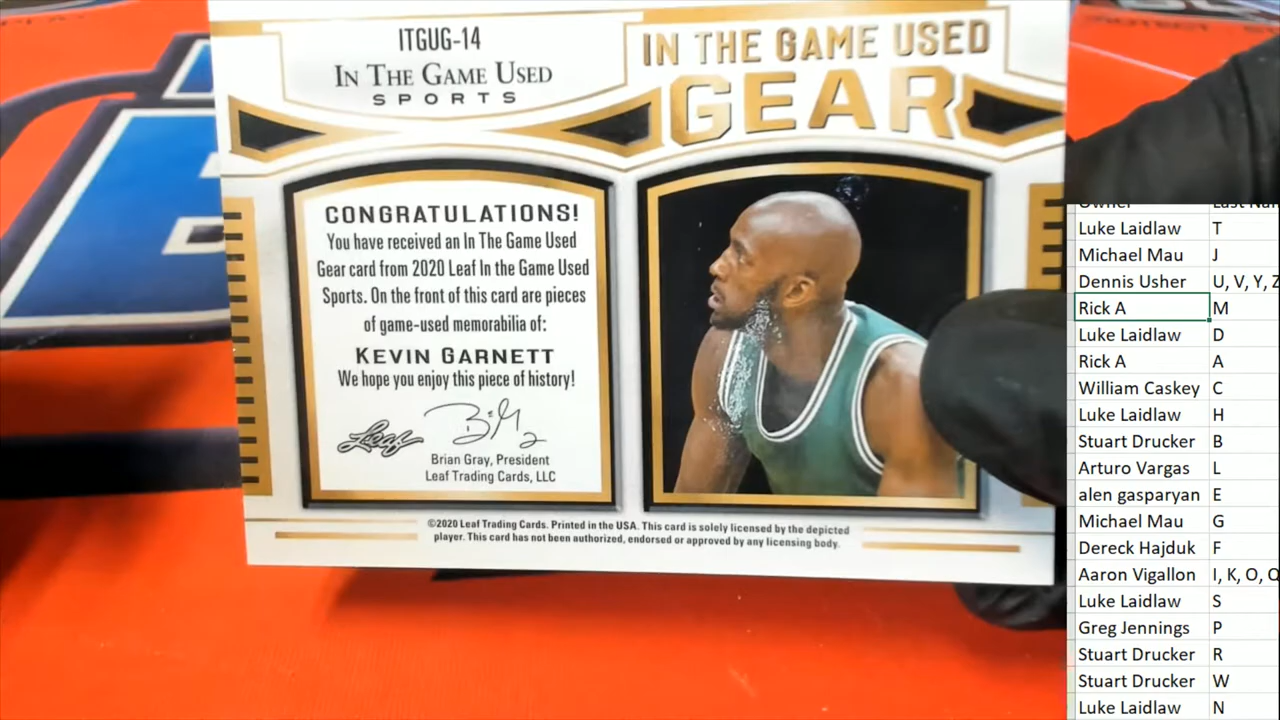 ITGUG-14
IN THE GAME USED
SPORTS
IN THE GAME USED
GEAR
CONGRATULATIONS!
You have received an In The Game Used
Gear card from 2020 Leaf In the Game Used
Sports. On the front of this card are pieces
of game-used memorabilia of:
KEVIN GARNETT
We hope you enjoy this piece of history!
Leaf
Brian Gray, President
Leaf Trading Cards, LLC
©2020 Leaf Trading Cards. Printed in the USA. This card is solely licensed by the depicted
player. This card has not been authorized, endorsed or approved by any licensing body.
Luke Laidlaw T
Michael Mau J
Dennis Usher U, V, Y, Z
Rick A M
Luke Laidlaw D
Rick A A
William Caskey C
Luke Laidlaw H
Stuart Drucker B
Arturo Vargas L
alen gasparyan E
Michael Mau G
Dereck Hajduk F
Aaron Vigallon I, K, O, Q
Luke Laidlaw S
Greg Jennings P
Stuart Drucker R
Stuart Drucker W
Luke Laidlaw N